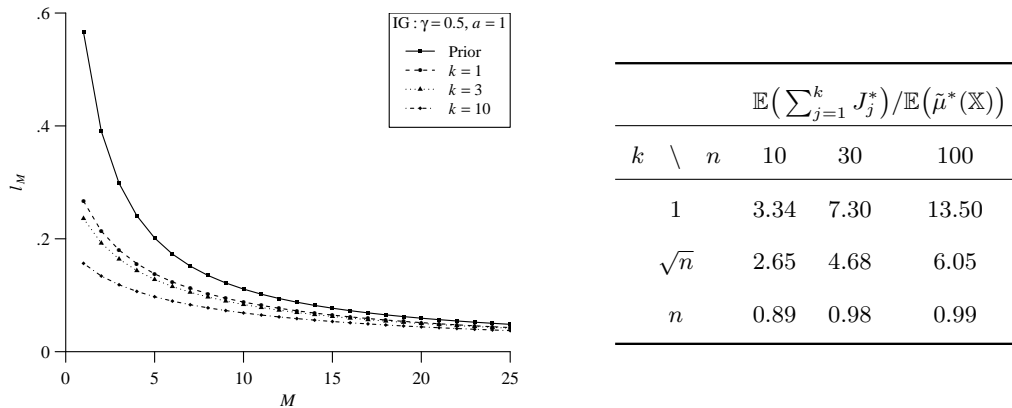 .6
.4
.2
0
l_M
0 5 10 15 20 25
M
IG : γ = 0.5, a = 1
Prior
k = 1
k = 3
k = 10
𝔼(∑_{j=1}^{k} J_j^*)/𝔼(μ̃^*(𝕏))
k \ n 10 30 100
1 3.34 7.30 13.50
√n 2.65 4.68 6.05
n 0.89 0.98 0.99